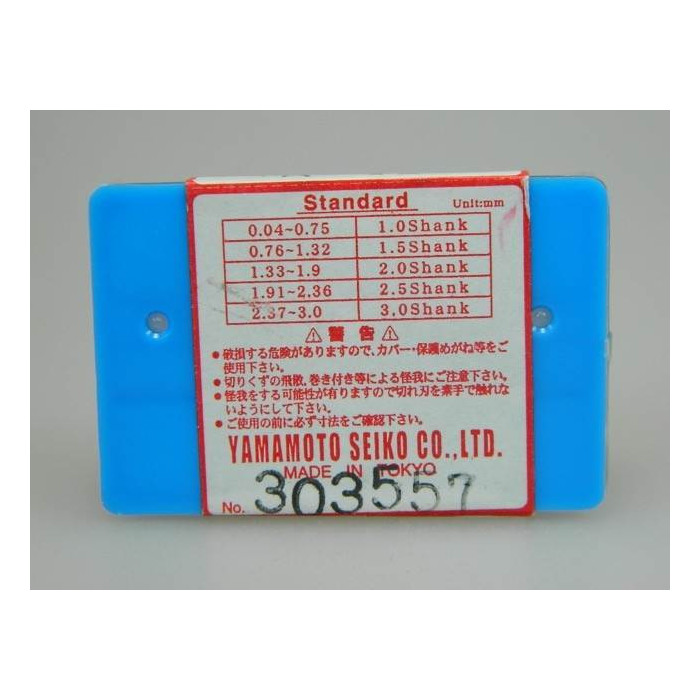 Standard Unit:mm
0.04~0.75 1.0Shank
0.76~1.32 1.5Shank
1.33~1.9 2.0Shank
1.91~2.36 2.5Shank
2.37~3.0 3.0Shank
⚠ 警 告 ⚠
●破損する危険がありますので、カバー・保護めがね等をご
使用下さい。
●切りくずの飛散、巻き付き等による怪我にご注意下さい。
●怪我をする可能性が有りますので切れ刃を素手で触れな
いようにして下さい。
●ご使用の前に必ず寸法をご確認下さい。
YAMAMOTO SEIKO CO.,LTD.
MADE IN TOKYO
No. 303557